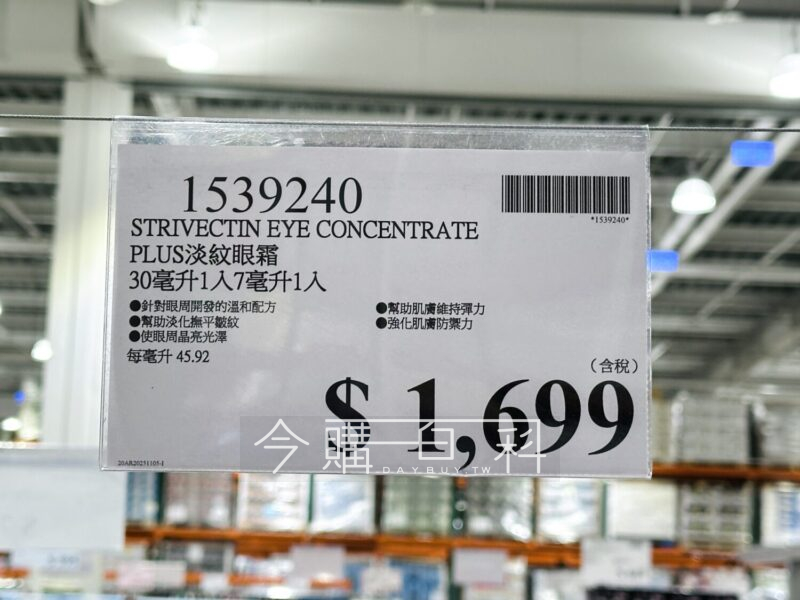 1539240
*1539240*
STRIVECTIN EYE CONCENTRATE
PLUS淡紋眼霜
30毫升1入7毫升1入
●針對眼周開發的溫和配方
●幫助淡化撫平皺紋
●使眼周晶亮光澤
●幫助肌膚維持彈力
●強化肌膚防禦力
每毫升 45.92
(含稅)
$ 1,699
今購百科
DAYBUY.TW
20AR20251105-1